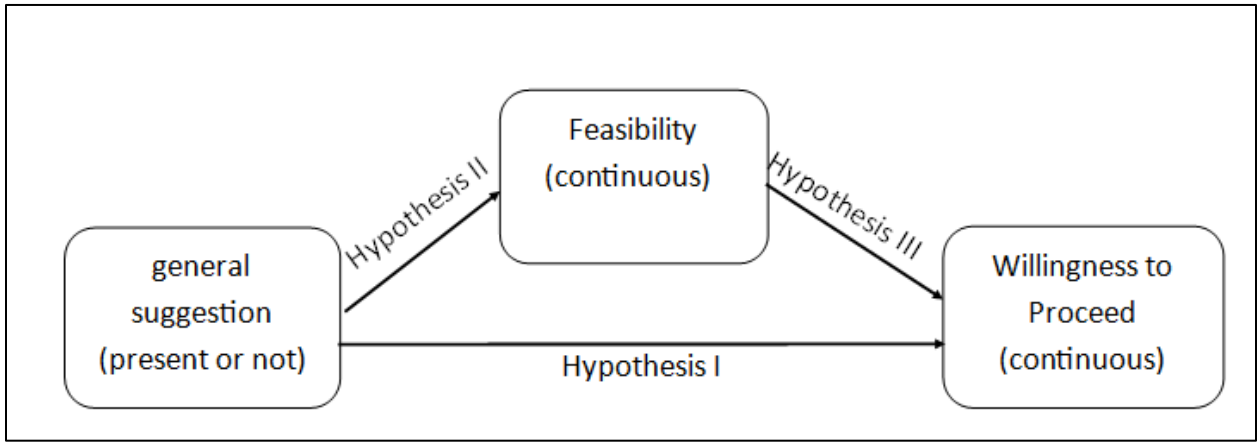 Feasibility
(continuous)
Hypothesis II
Hypothesis III
general
suggestion
(present or not)
Willingness to
Proceed
(continuous)
Hypothesis I